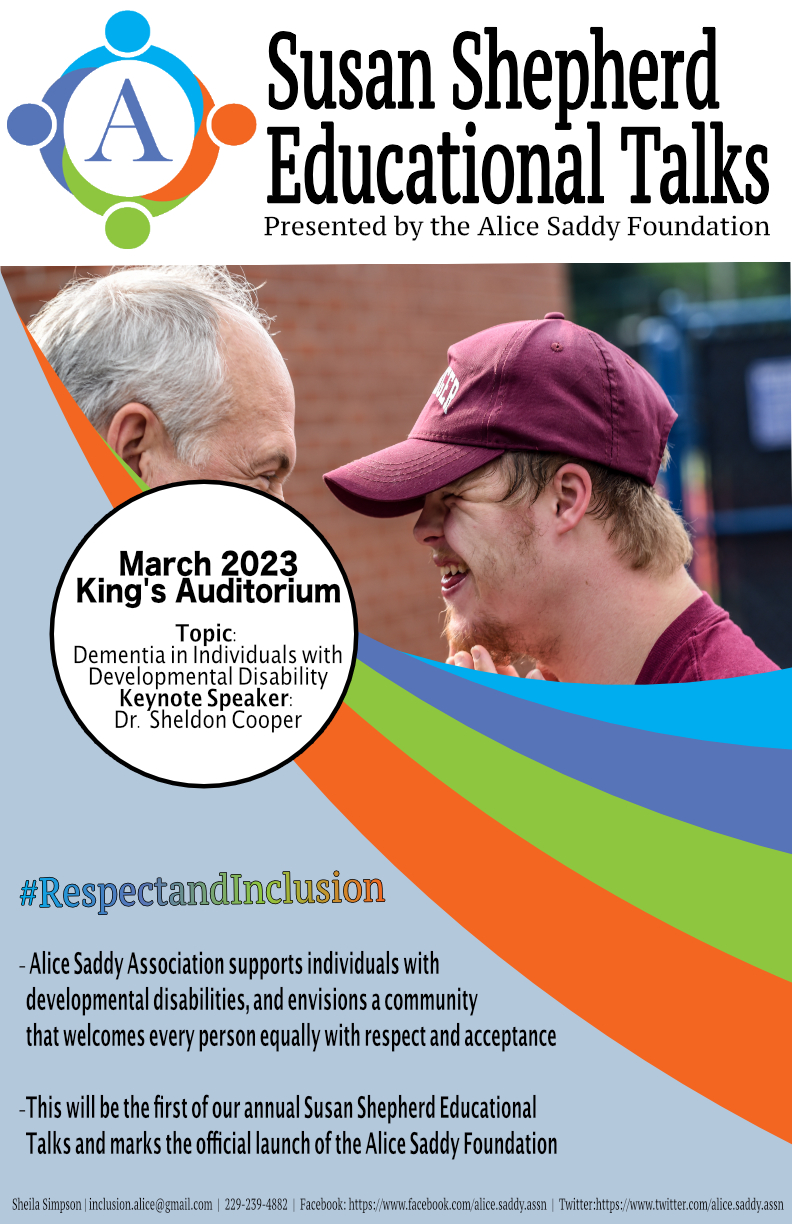 A
Susan Shepherd
Educational Talks
Presented by the Alice Saddy Foundation
March 2023
King's Auditorium
Topic:
Dementia in Individuals with
Developmental Disability
Keynote Speaker:
Dr. Sheldon Cooper
#RespectandInclusion
- Alice Saddy Association supports individuals with
developmental disabilities, and envisions a community
that welcomes every person equally with respect and acceptance
-This will be the first of our annual Susan Shepherd Educational
Talks and marks the official launch of the Alice Saddy Foundation
Sheila Simpson | inclusion.alice@gmail.com | 229-239-4882 | Facebook: https://www.facebook.com/alice.saddy.assn | Twitter:https://www.twitter.com/alice.saddy.assn